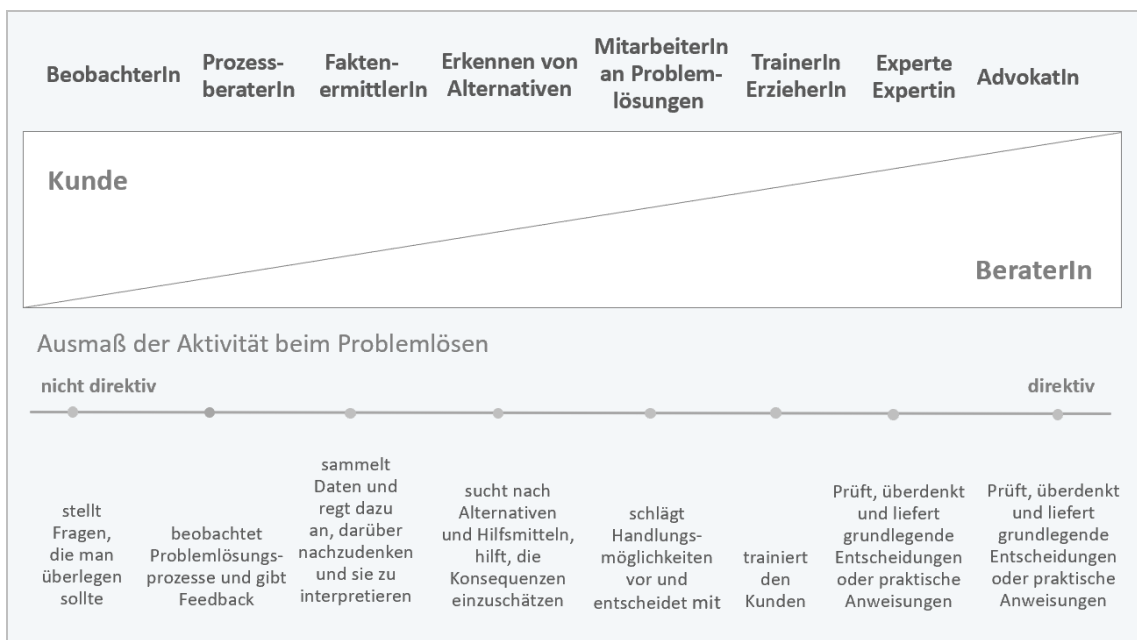 BeobachterIn
Prozess-
beraterIn
Fakten-
ermittlerIn
Erkennen von
Alternativen
MitarbeiterIn
an Problem-
lösungen
TrainerIn
ErzieherIn
Experte
Expertin
AdvokatIn
Kunde
BeraterIn
Ausmaß der Aktivität beim Problemlösen
nicht direktiv
direktiv
stellt
Fragen,
die man
überlegen
sollte
beobachtet
Problemlösungs-
prozesse und gibt
Feedback
sammelt
Daten und
regt dazu
an, darüber
nachzudenken
und sie zu
interpretieren
sucht nach
Alternativen
und Hilfsmitteln,
hilft, die
Konsequenzen
einzuschätzen
schlägt
Handlungs-
möglichkeiten
vor und
entscheidet mit
trainiert
den
Kunden
Prüft, überdenkt
und liefert
grundlegende
Entscheidungen
oder praktische
Anweisungen
Prüft, überdenkt
und liefert
grundlegende
Entscheidungen
oder praktische
Anweisungen